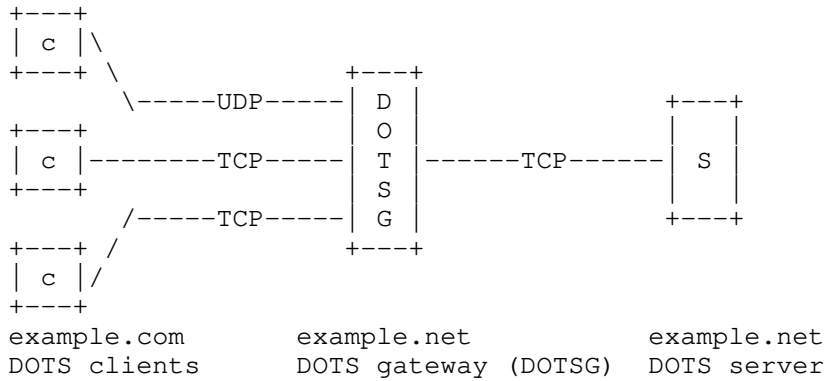 +---+
| c |\
+---+ \              +---+
       \-----UDP-----| D |                +---+
+---+                | O |                |   |
| c |--------TCP-----| T |------TCP------| S |
+---+                | S |                |   |
       /-----TCP-----| G |                +---+
+---+ /              +---+
| c |/
+---+
example.com       example.net           example.net
DOTS clients      DOTS gateway (DOTSG)  DOTS server